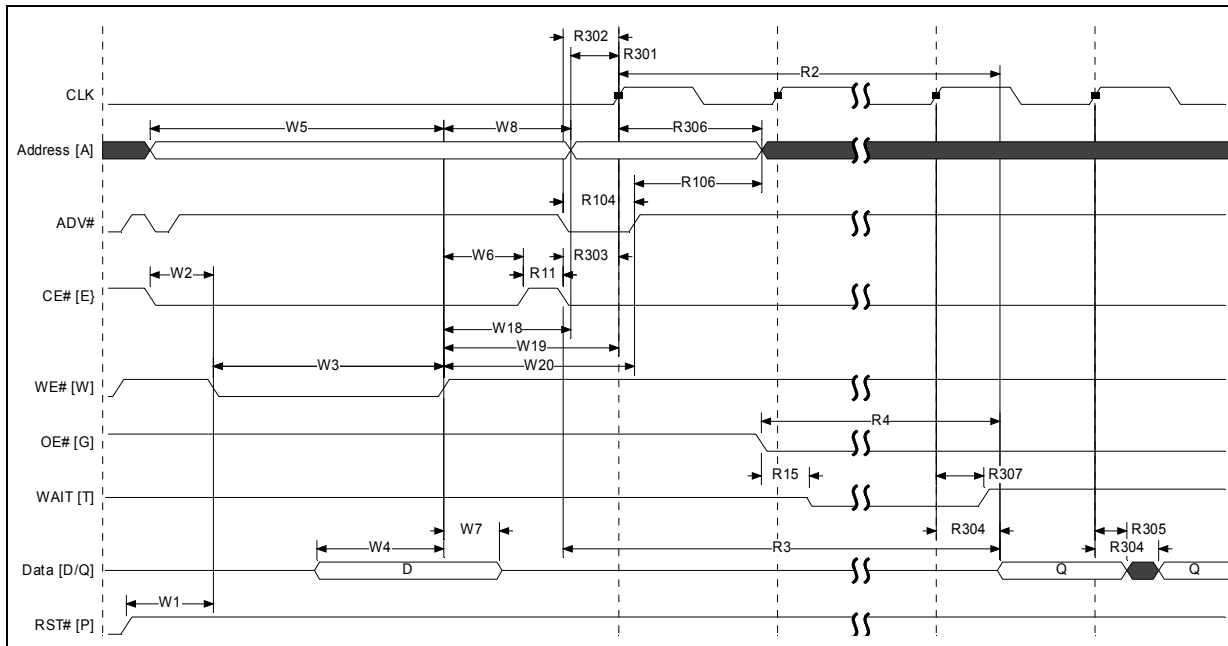 R302
R301
R2
CLK
W5
W8
R306
Address [A]
R106
R104
ADV#
W6
R303
W2
R11
CE# [E}
W18
W19
W3
W20
WE# [W]
R4
OE# [G]
R15
R307
WAIT [T]
W7
R304
R305
W4
R3
R304
Data [D/Q]
D
Q
Q
W1
RST# [P]